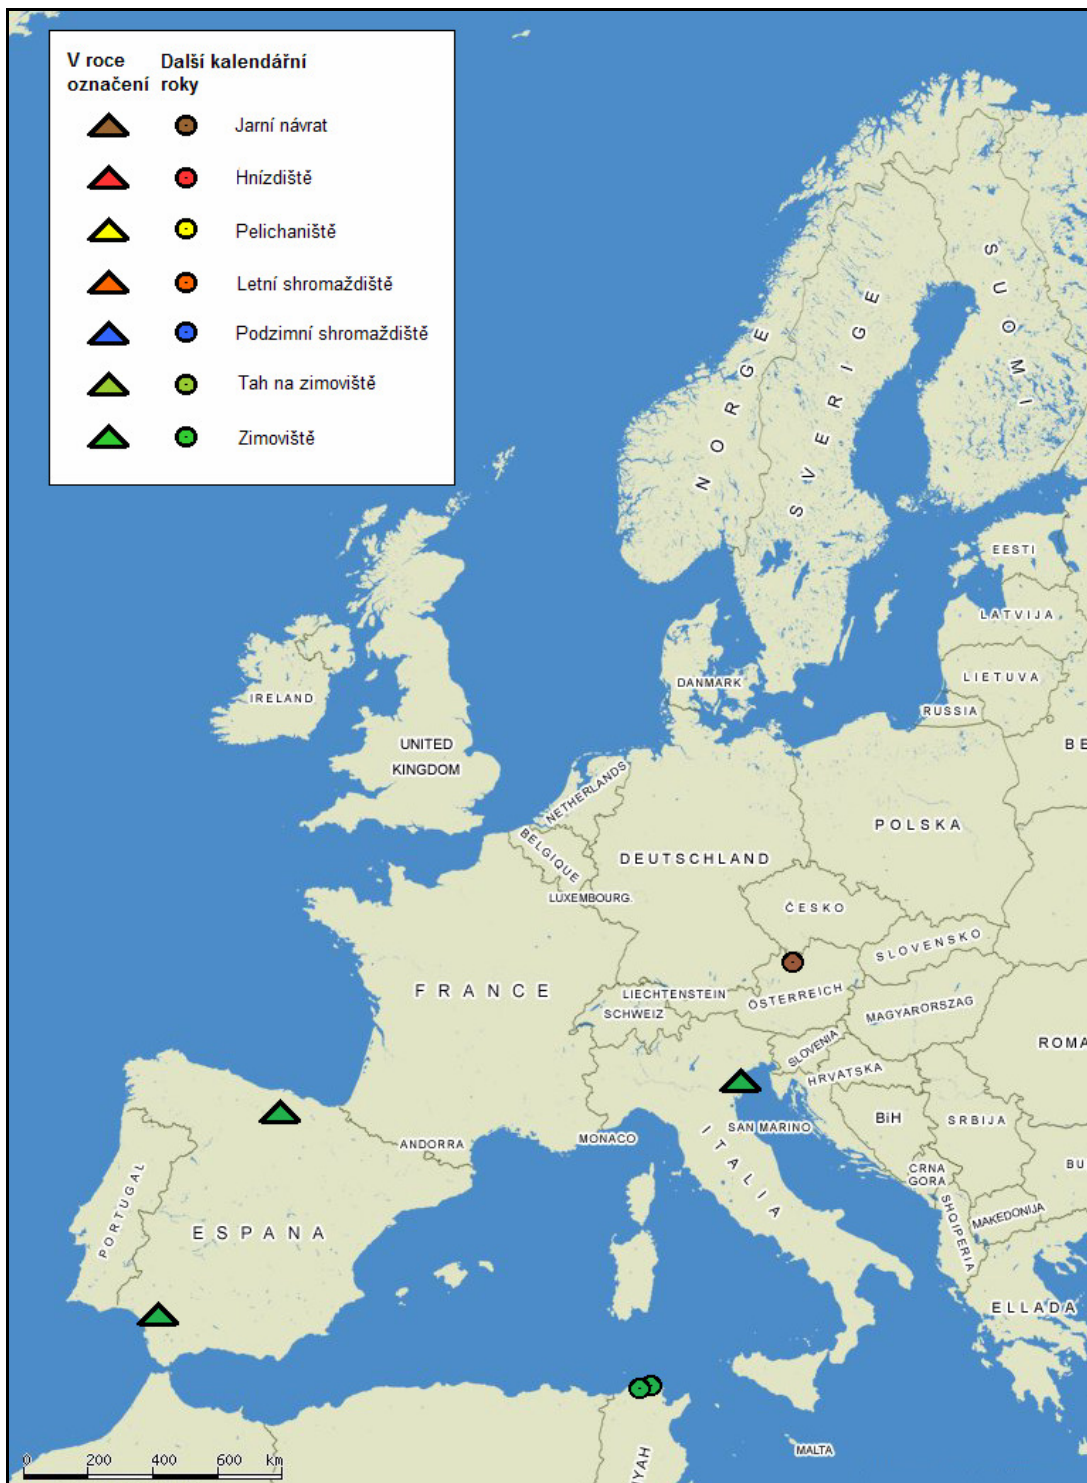 V roce
označení
Další kalendářní
roky
Jarní návrat
Hnízdiště
Pelichaniště
Letní shromaždiště
Podzimní shromaždiště
Tah na zimoviště
Zimoviště
SUOMI
NORGE
SVERIGE
EESTI
LATVIJA
LIETUVA
RUSSIA
DANMARK
IRELAND
UNITED
KINGDOM
BE
NETHERLANDS
BELGIQUE
LUXEMBOURG.
DEUTSCHLAND
POLSKA
ČESKO
SLOVENSKO
FRANCE
LIECHTENSTEIN
SCHWEIZ
ÖSTERREICH
MAGYARORSZAG
ROMA
SLOVENIA
HRVATSKA
BiH
SRBIJA
SAN MARINO
MONACO
ANDORRA
ITALIA
CRNA
GORA
BU
MAKEDONIJA
SHQIPERIA
ELLADA
PORTUGAL
ESPANA
MALTA
YAH
0 200 400 600 km